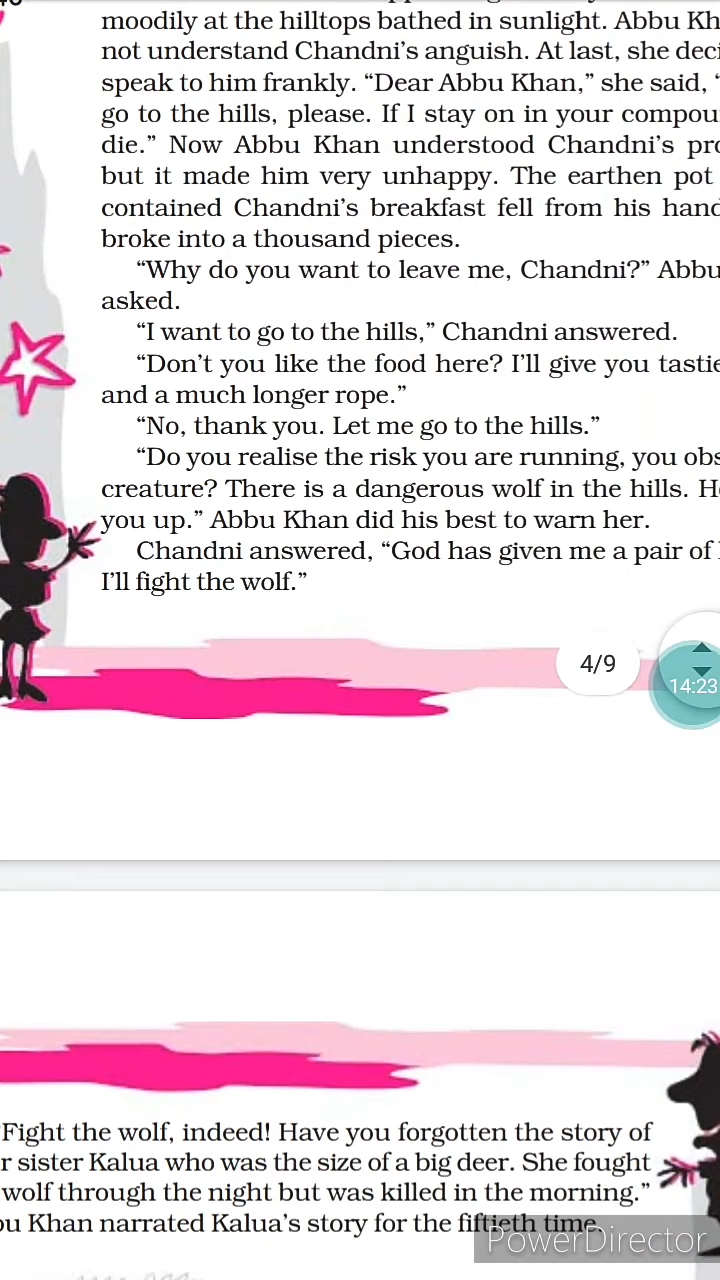 moodily at the hilltops bathed in sunlight. Abbu Kh
not understand Chandni’s anguish. At last, she deci
speak to him frankly. “Dear Abbu Khan,” she said, “
go to the hills, please. If I stay on in your compou
die.” Now Abbu Khan understood Chandni’s pro
but it made him very unhappy. The earthen pot
contained Chandni’s breakfast fell from his hand
broke into a thousand pieces.
“Why do you want to leave me, Chandni?” Abbu
asked.
“I want to go to the hills,” Chandni answered.
“Don’t you like the food here? I’ll give you tastie
and a much longer rope.”
“No, thank you. Let me go to the hills.”
“Do you realise the risk you are running, you obs
creature? There is a dangerous wolf in the hills. He
you up.” Abbu Khan did his best to warn her.
Chandni answered, “God has given me a pair of
I’ll fight the wolf.”
4/9
14:23
Fight the wolf, indeed! Have you forgotten the story of
r sister Kalua who was the size of a big deer. She fought
wolf through the night but was killed in the morning.”
ou Khan narrated Kalua’s story for the fiftieth time
PowerDirector